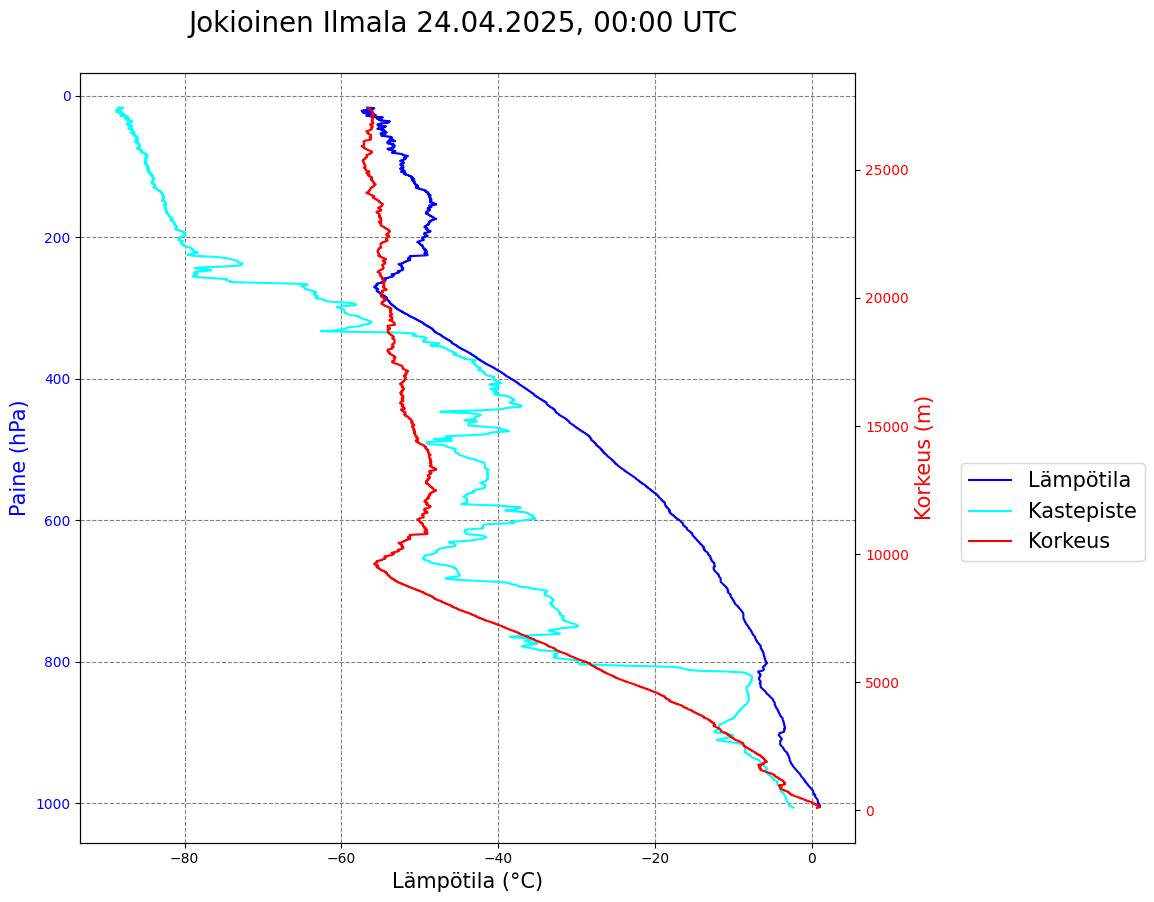 Jokioinen Ilmala 24.04.2025, 00:00 UTC
Paine (hPa)
0
200
400
600
800
1000
−80
−60
−40
−20
0
Lämpötila (°C)
25000
20000
15000
10000
5000
0
Korkeus (m)
Lämpötila
Kastepiste
Korkeus